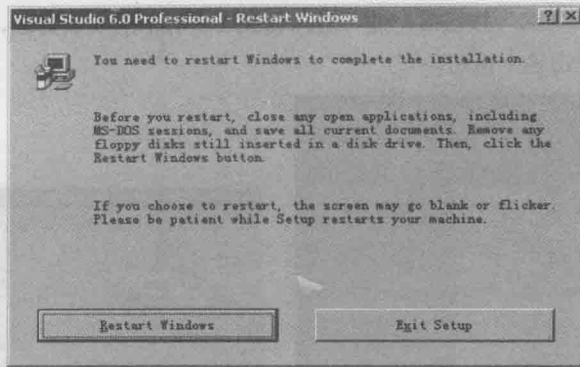 Visual Studio 6.0 Professional - Restart Windows
You need to restart Windows to complete the installation.
Before you restart, close any open applications, including
MS-DOS sessions, and save all current documents. Remove any
floppy disks still inserted in a disk drive. Then, click the
Restart Windows button.
If you choose to restart, the screen may go blank or flicker.
Please be patient while Setup restarts your machine.
Restart Windows
Exit Setup